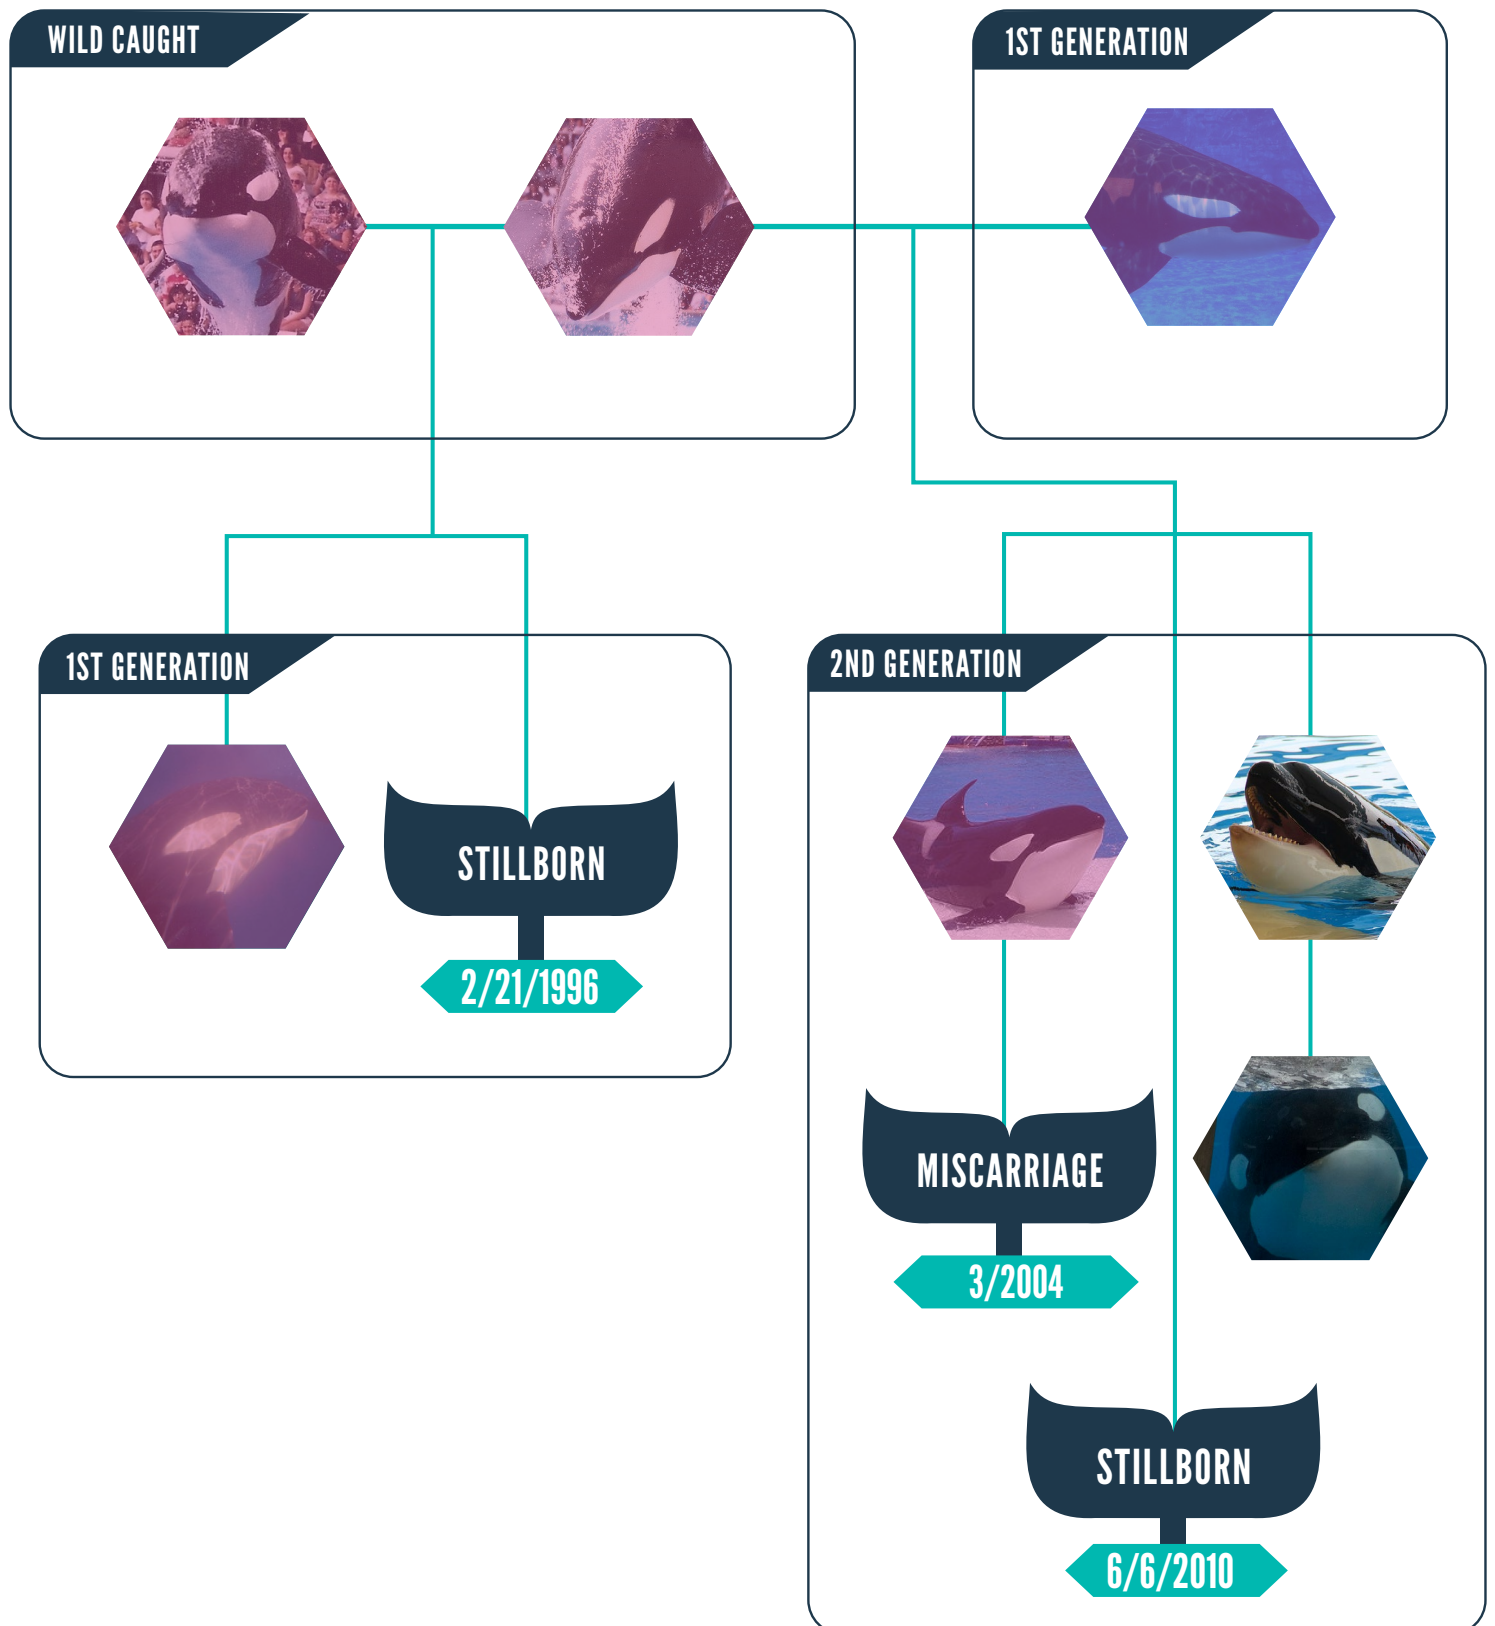 WILD CAUGHT
1ST GENERATION
1ST GENERATION
STILLBORN
2/21/1996
2ND GENERATION
MISCARRIAGE
3/2004
STILLBORN
6/6/2010